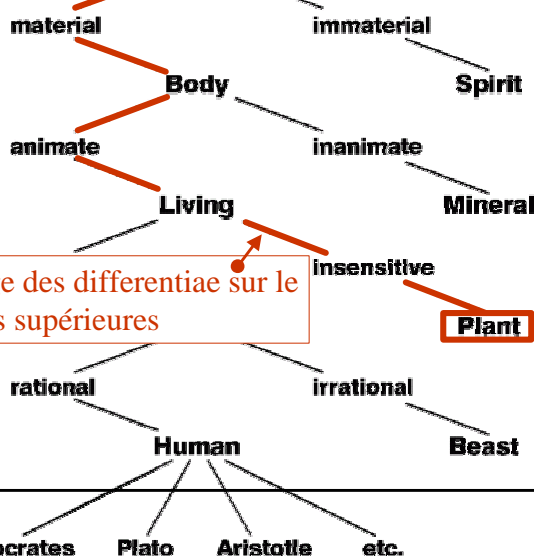 material immaterial
Body Spirit
animate inanimate
Living Mineral
insensitive
des differentiae sur le
supérieures
Plant
rational irrational
Human Beast
Plato Aristotle etc.